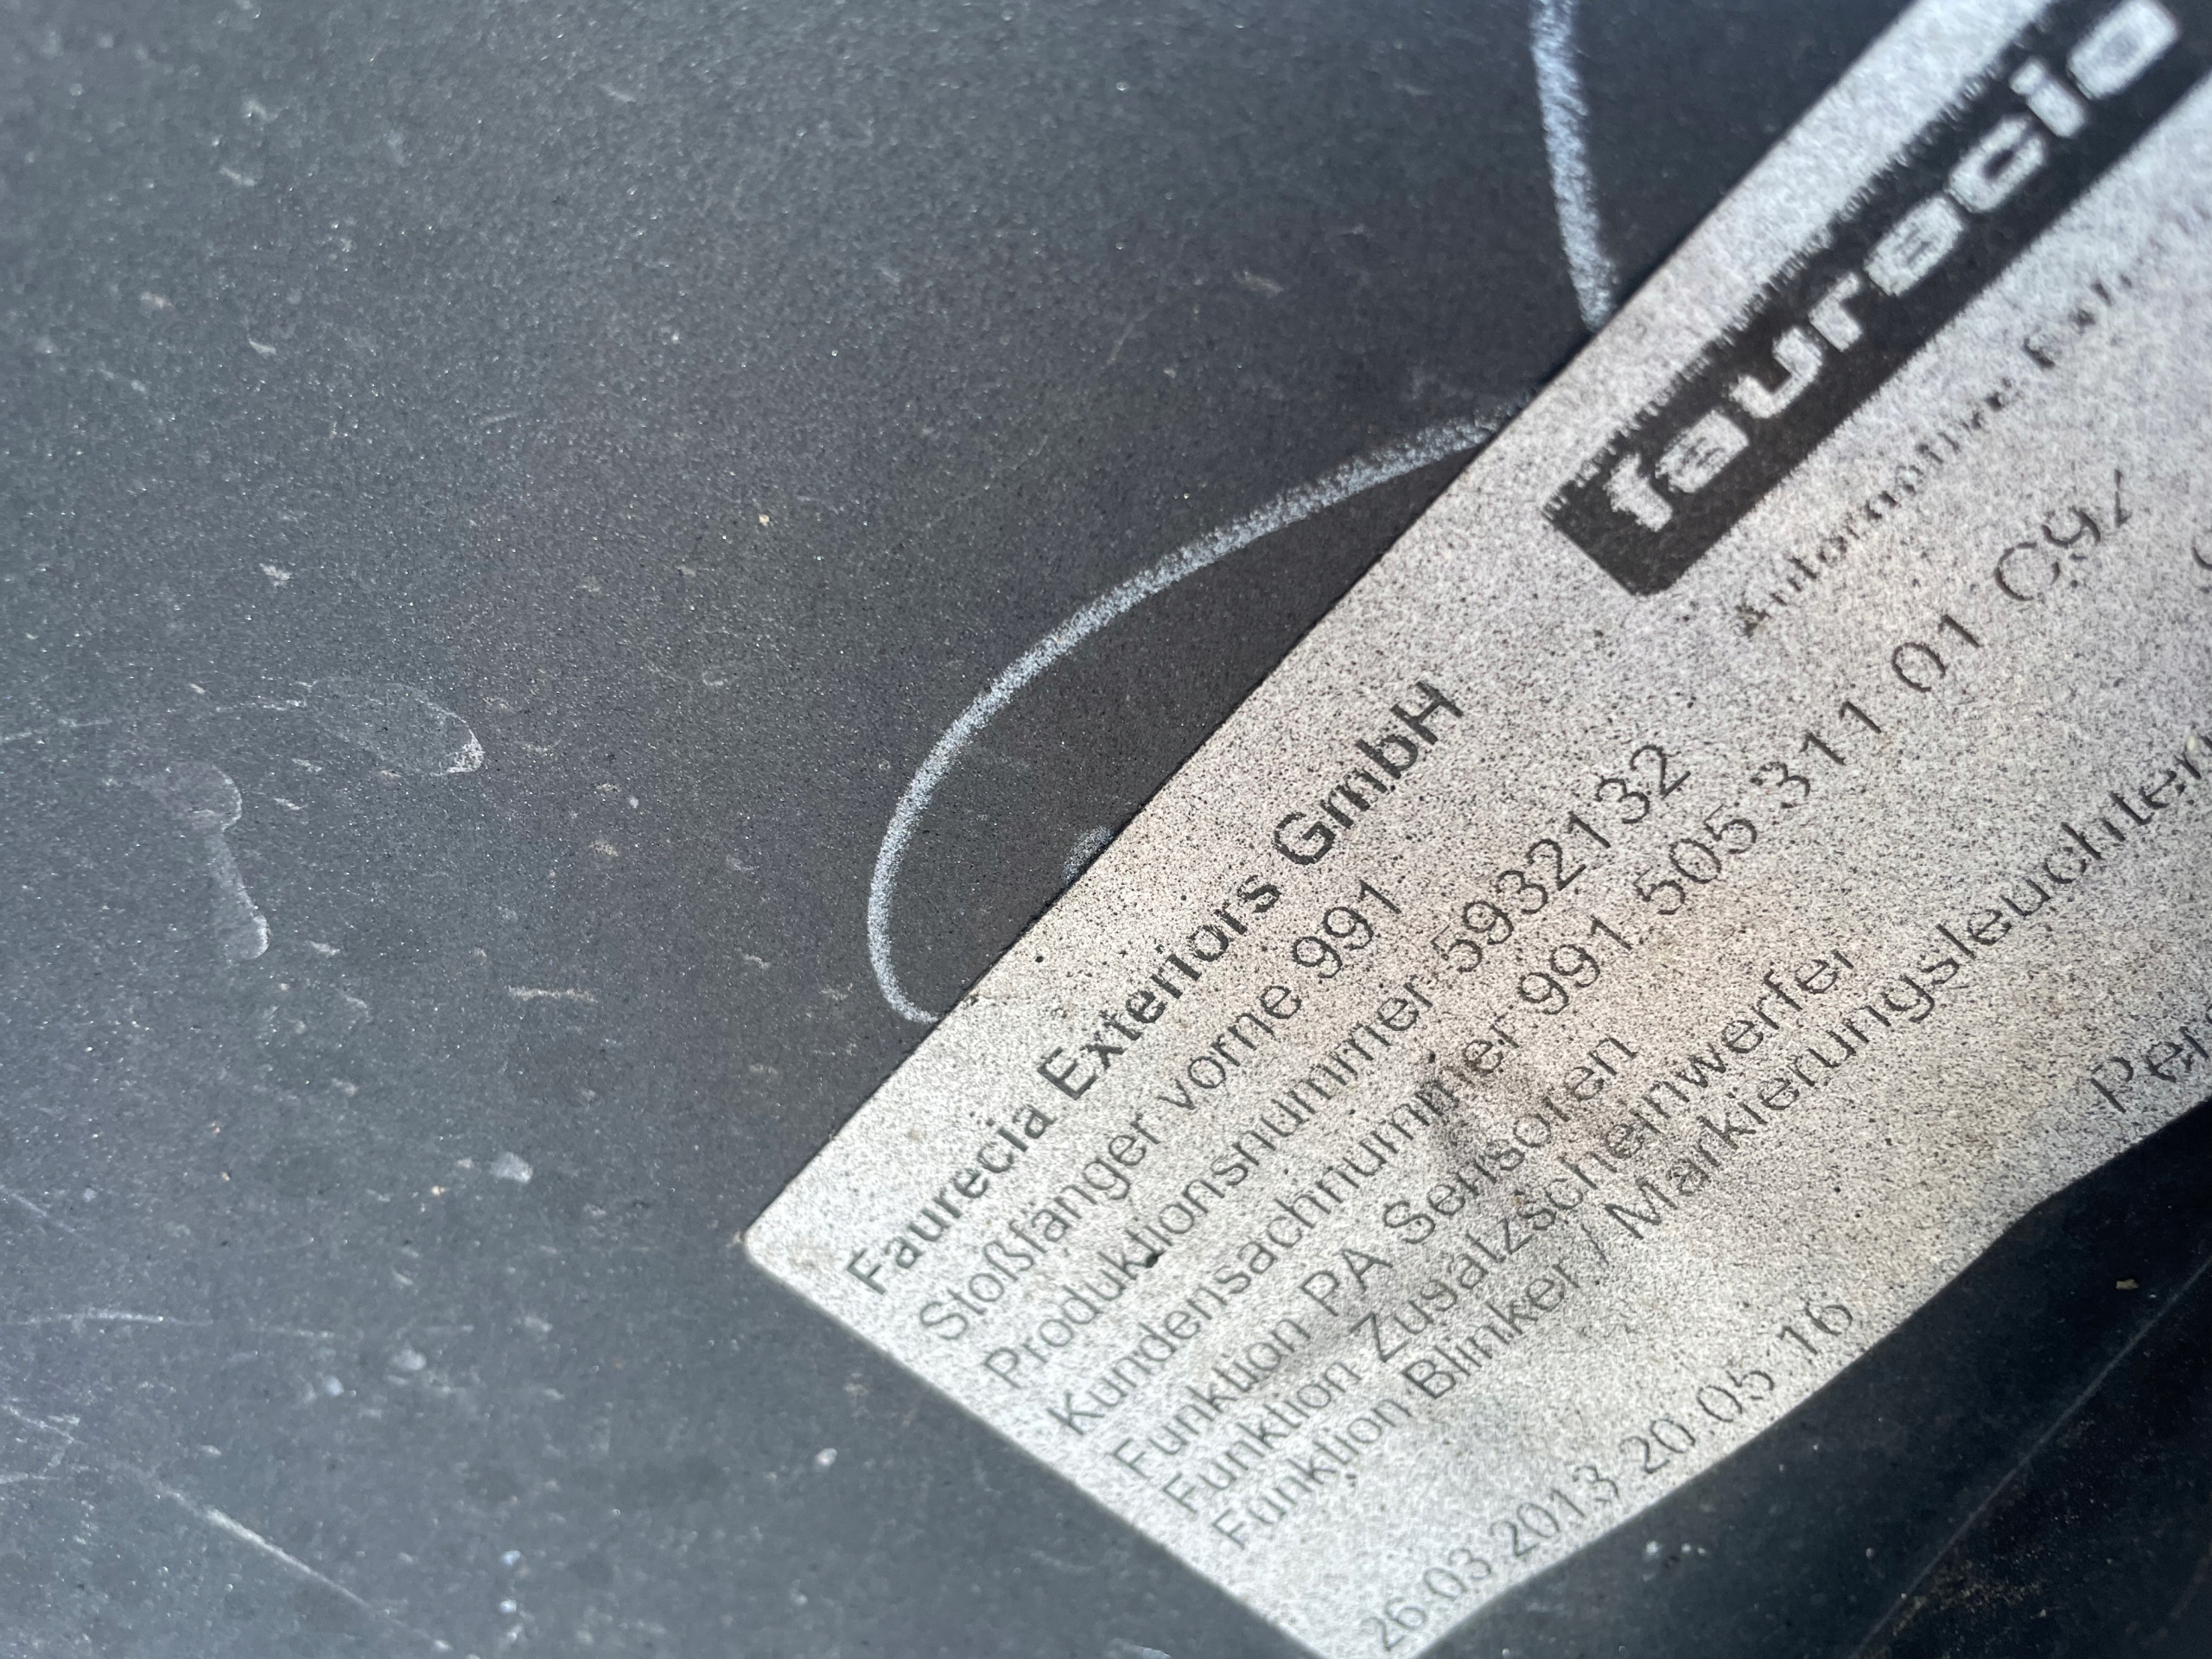 faurecia
Automotive
Faurecia Exteriors GmbH
Stoßfänger vorne 991
Produktionsnummer 5932132
Kundensachnummer 991 505 311 01
Funktion PA Sensoren
Funktion Zusatzscheinwerfer
Funktion Blinker / Markierungsleuchten
26.03.2013 20:05:16